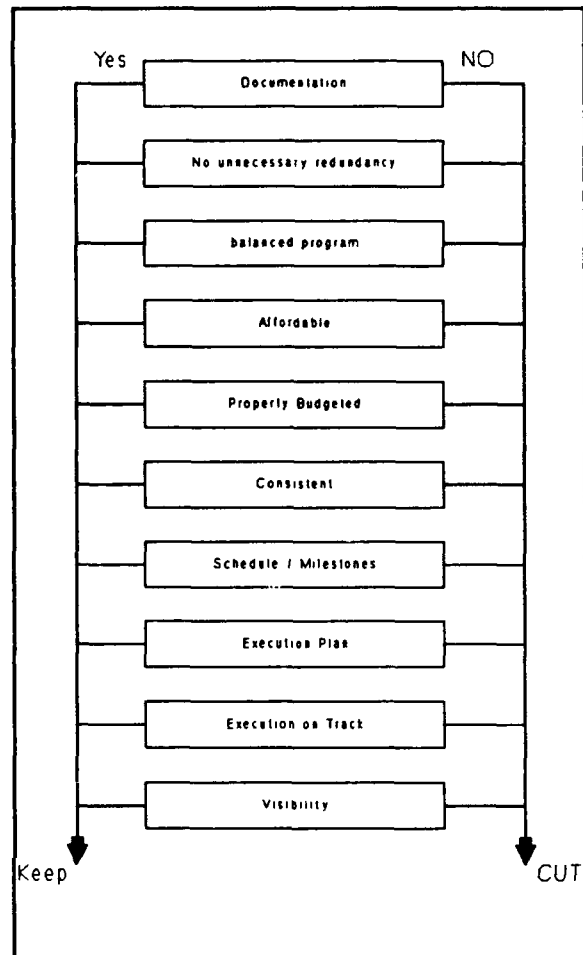 Yes NO
Documentation
No unnecessary redundancy
balanced program
Affordable
Properly Budgeted
Consistent
Schedule / Milestones
Execution Plan
Execution on Track
Visibility
Keep CUT